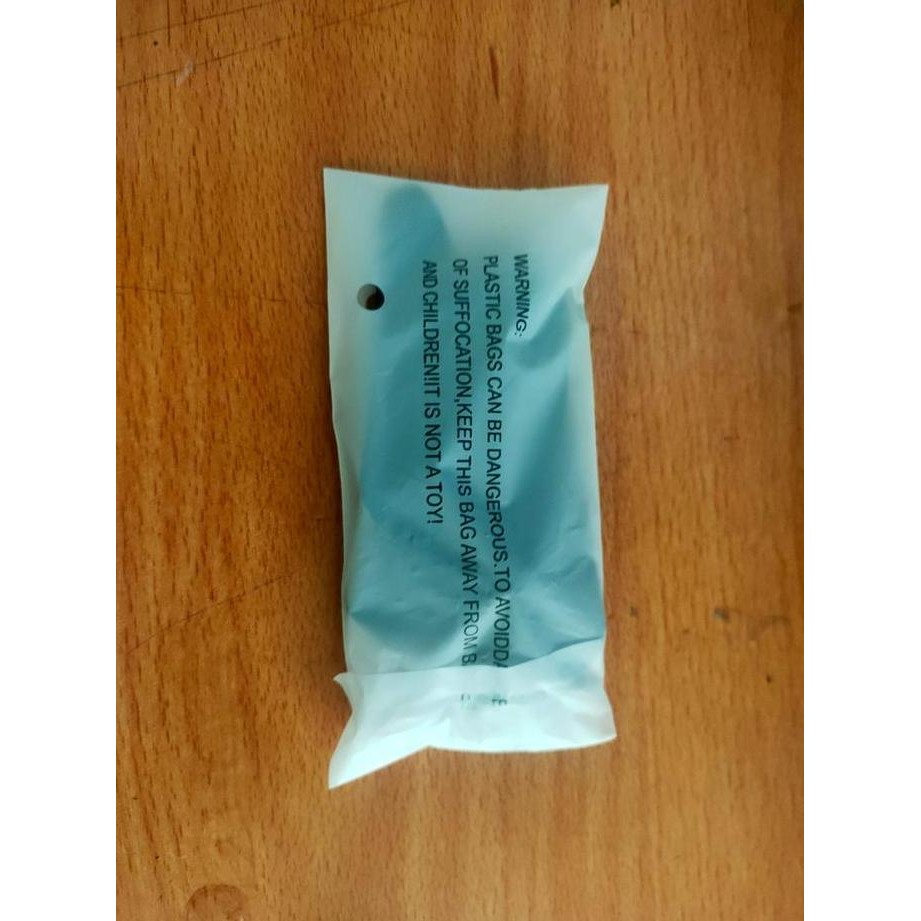 WARNING:
PLASTIC BAGS CAN BE DANGEROUS.TO AVOIDDA
OF SUFFOCATION,KEEP THIS BAG AWAY FROM B
AND CHILDREN!IT IS NOT A TOY!